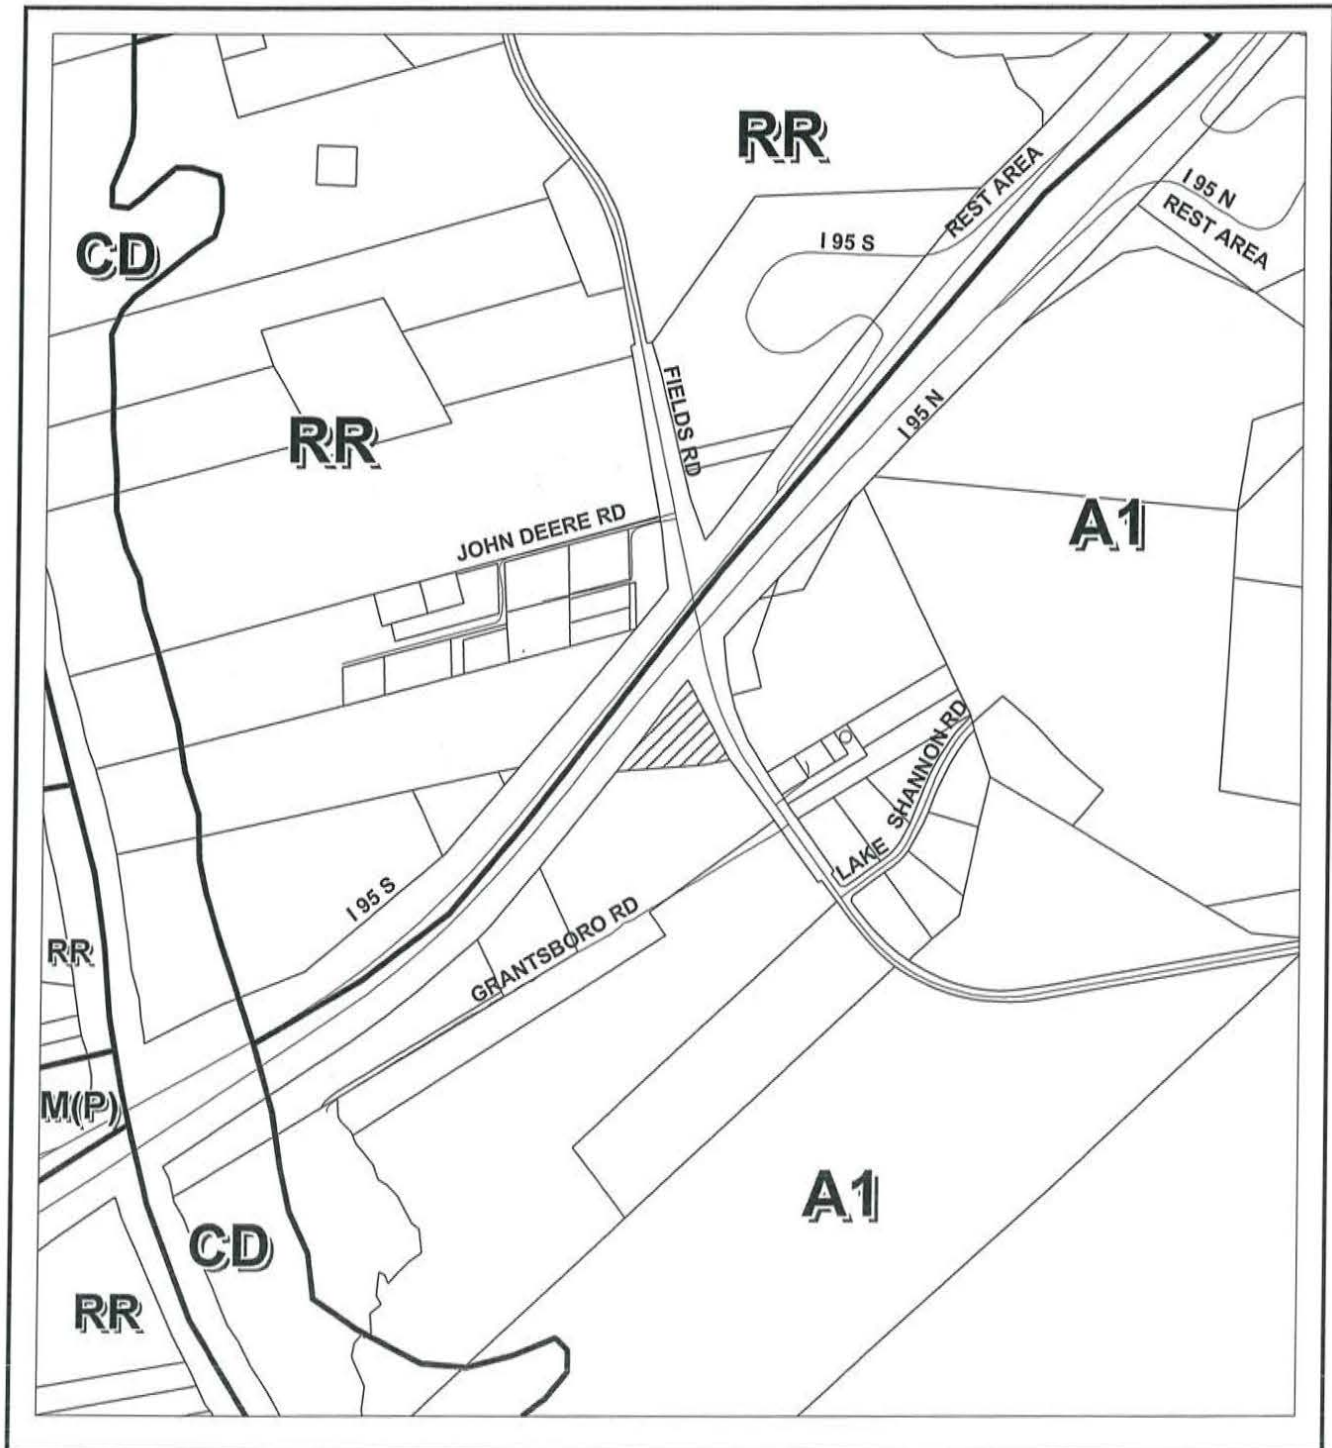 RR
REST AREA
I 95 N
REST AREA
CD
I 95 S
FIELDS RD
I 95 N
RR
A1
JOHN DEERE RD
LAKE SHANNON RD
I 95 S
GRANTSBORO RD
RR
M(P)
A1
CD
RR